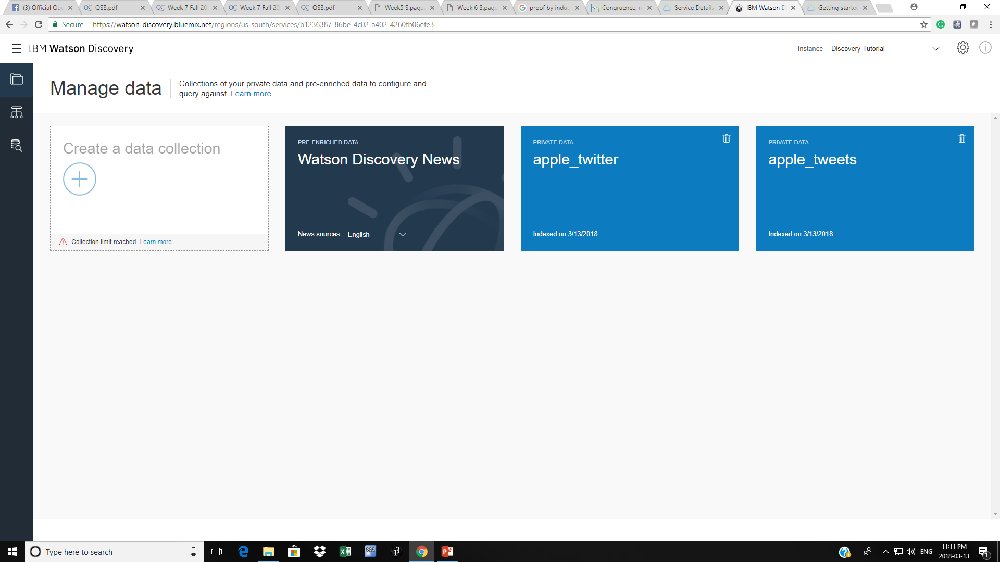 (3) Official Que
QS3.pdf
Week 7 Fall 20
Week 7 Fall 20
QS3.pdf
Week5 S.pages
Week 6 S.page
proof by induc
Congruence, re
Service Details
IBM Watson D
Getting started
Secure
https://watson-discovery.bluemix.net/regions/us-south/services/b1236387-86be-4c02-a402-4260fb06efe3
IBM Watson Discovery
Instance
Discovery-Tutorial
Manage data
Collections of your private data and pre-enriched data to configure and
query against. Learn more.
Create a data collection
Collection limit reached. Learn more.
PRE-ENRICHED DATA
Watson Discovery News
News sources: English
PRIVATE DATA
apple_twitter
Indexed on 3/13/2018
PRIVATE DATA
apple_tweets
Indexed on 3/13/2018
Type here to search
ENG
11:11 PM
2018-03-13
1